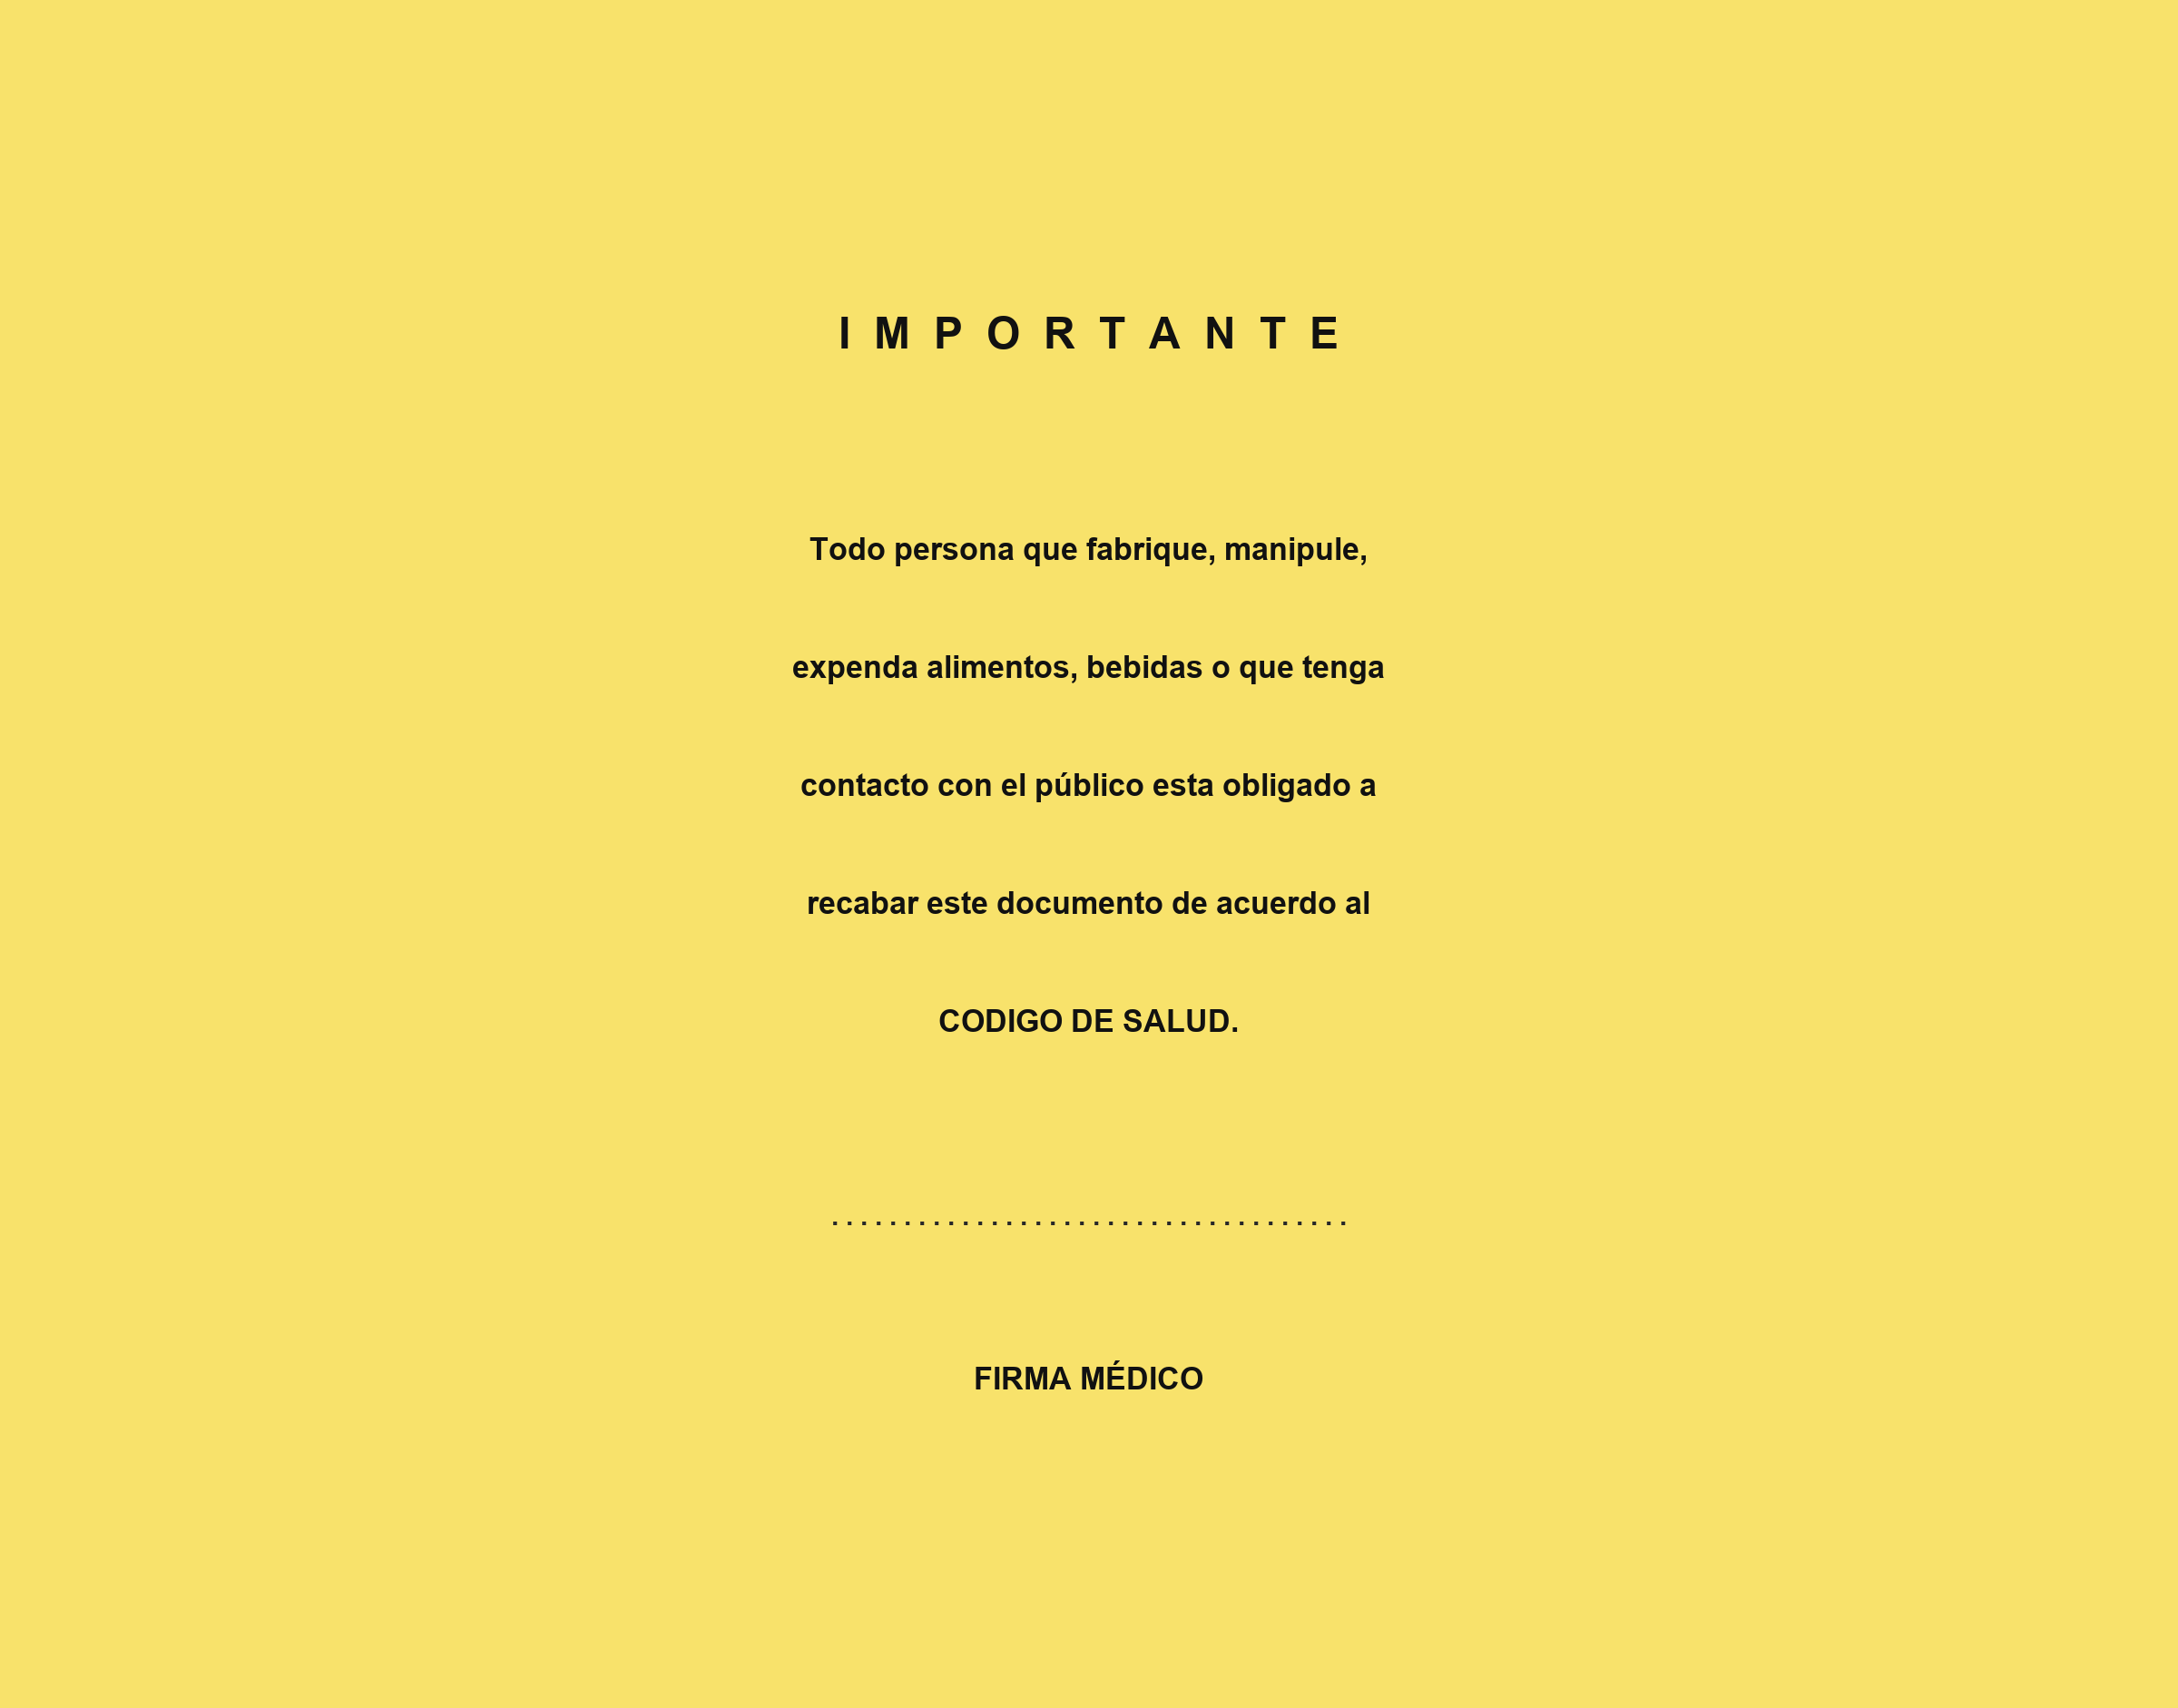 I M P O R T A N T E
Todo persona que fabrique, manipule,
expenda alimentos, bebidas o que tenga
contacto con el público esta obligado a
recabar este documento de acuerdo al
CODIGO DE SALUD.
. . . . . . . . . . . . . . . . . . . . . . . . . . . . . . . . . . . .
FIRMA MÉDICO